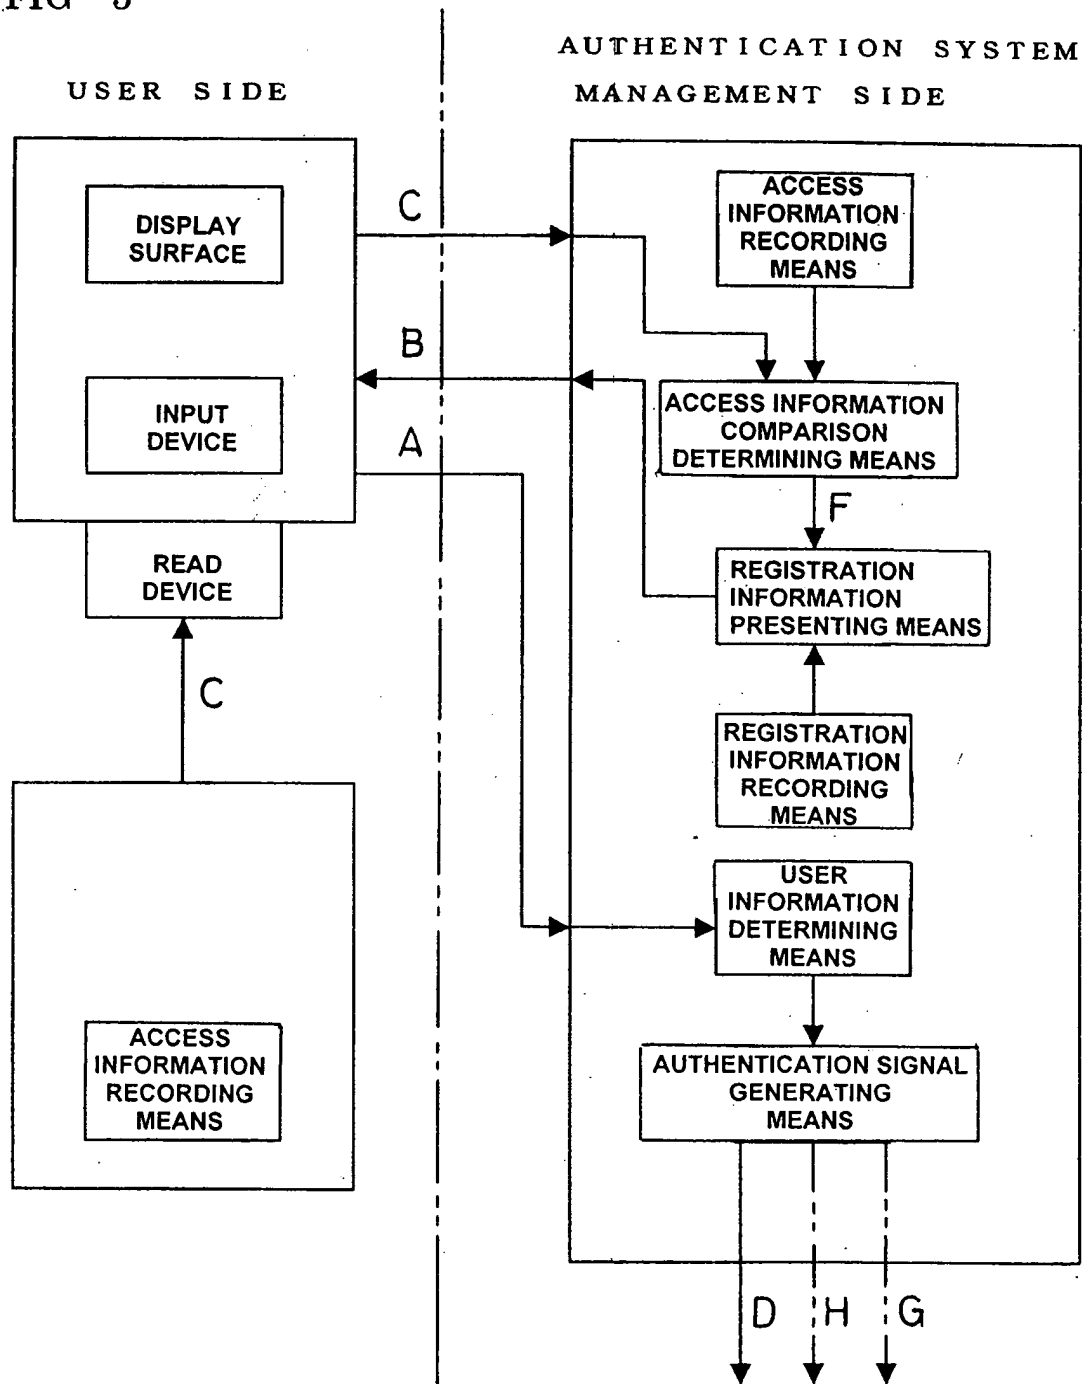 USER SIDE
AUTHENTICATION SYSTEM
MANAGEMENT SIDE
DISPLAY
SURFACE
INPUT
DEVICE
READ
DEVICE
C
ACCESS
INFORMATION
RECORDING
MEANS
C
B
A
ACCESS
INFORMATION
RECORDING
MEANS
ACCESS INFORMATION
COMPARISON
DETERMINING MEANS
F
REGISTRATION
INFORMATION
PRESENTING MEANS
REGISTRATION
INFORMATION
RECORDING
MEANS
USER
INFORMATION
DETERMINING
MEANS
AUTHENTICATION SIGNAL
GENERATING
MEANS
D
H
G